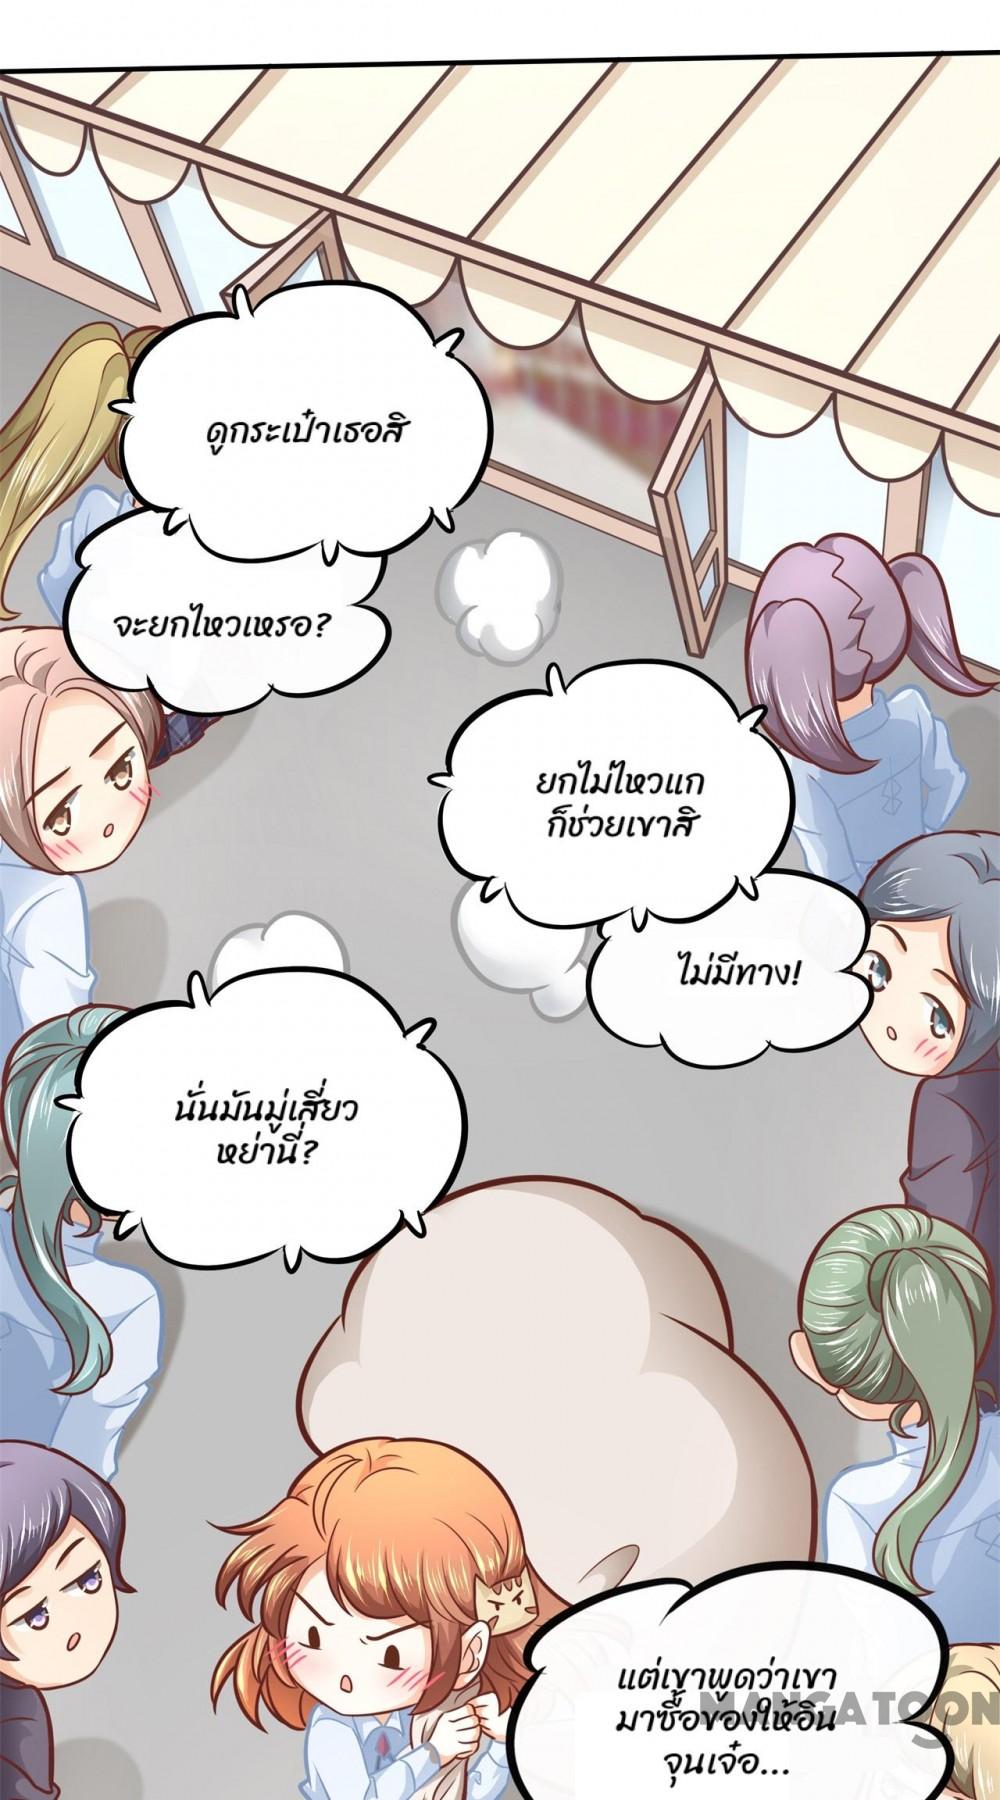 ดูกระเป๋าเธอสิ
จะยกไหวเหรอ?
ยกไม่ไหวแก
ก็ช่วยเขาสิ
ไม่มีทาง!
นั่นมันมู่เสี่ยว
หย่านี่?
แต่เขาพูดว่าเขา
มาซื้อของให้อิน
จุนเจ๋อ...
MANGATOON